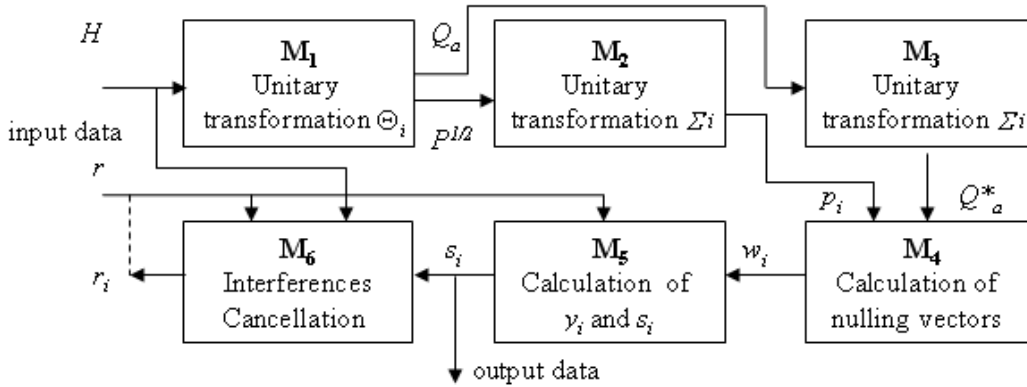 H
M₁
Unitary
transformation Θᵢ
Qₐ
P^1/2
M₂
Unitary
transformation Σi
M₃
Unitary
transformation Σi
input data
r
pᵢ
Q*ₐ
M₆
Interferences
Cancellation
rᵢ
sᵢ
M₅
Calculation of
yᵢ and sᵢ
wᵢ
M₄
Calculation of
nulling vectors
output data